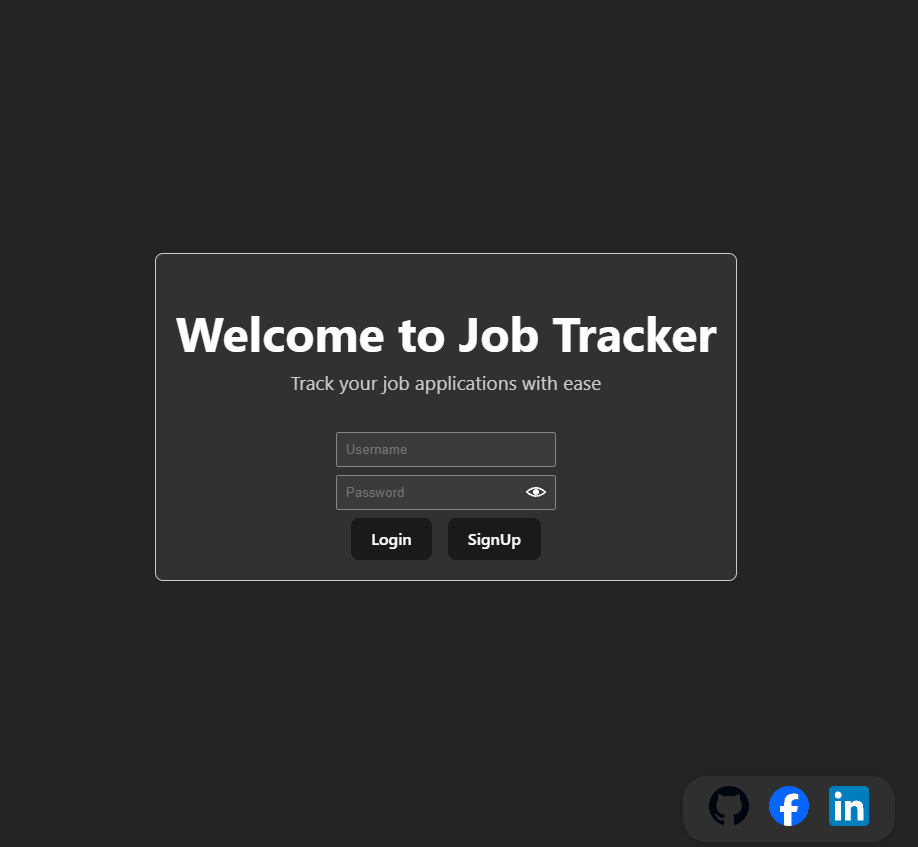 Welcome to Job Tracker
Track your job applications with ease
Username
Password
Login
SignUp
in